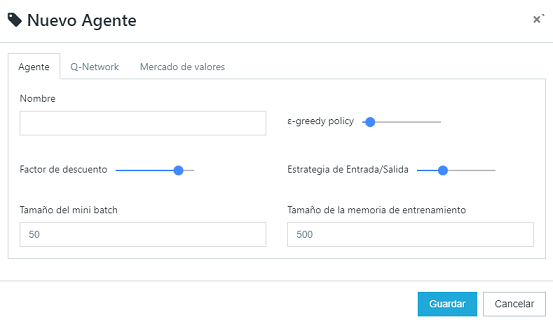 Nuevo Agente
Agente Q-Network Mercado de valores
Nombre
ε-greedy policy
Factor de descuento Estrategia de Entrada/Salida
Tamaño del mini batch Tamaño de la memoria de entrenamiento
50 500
Guardar Cancelar